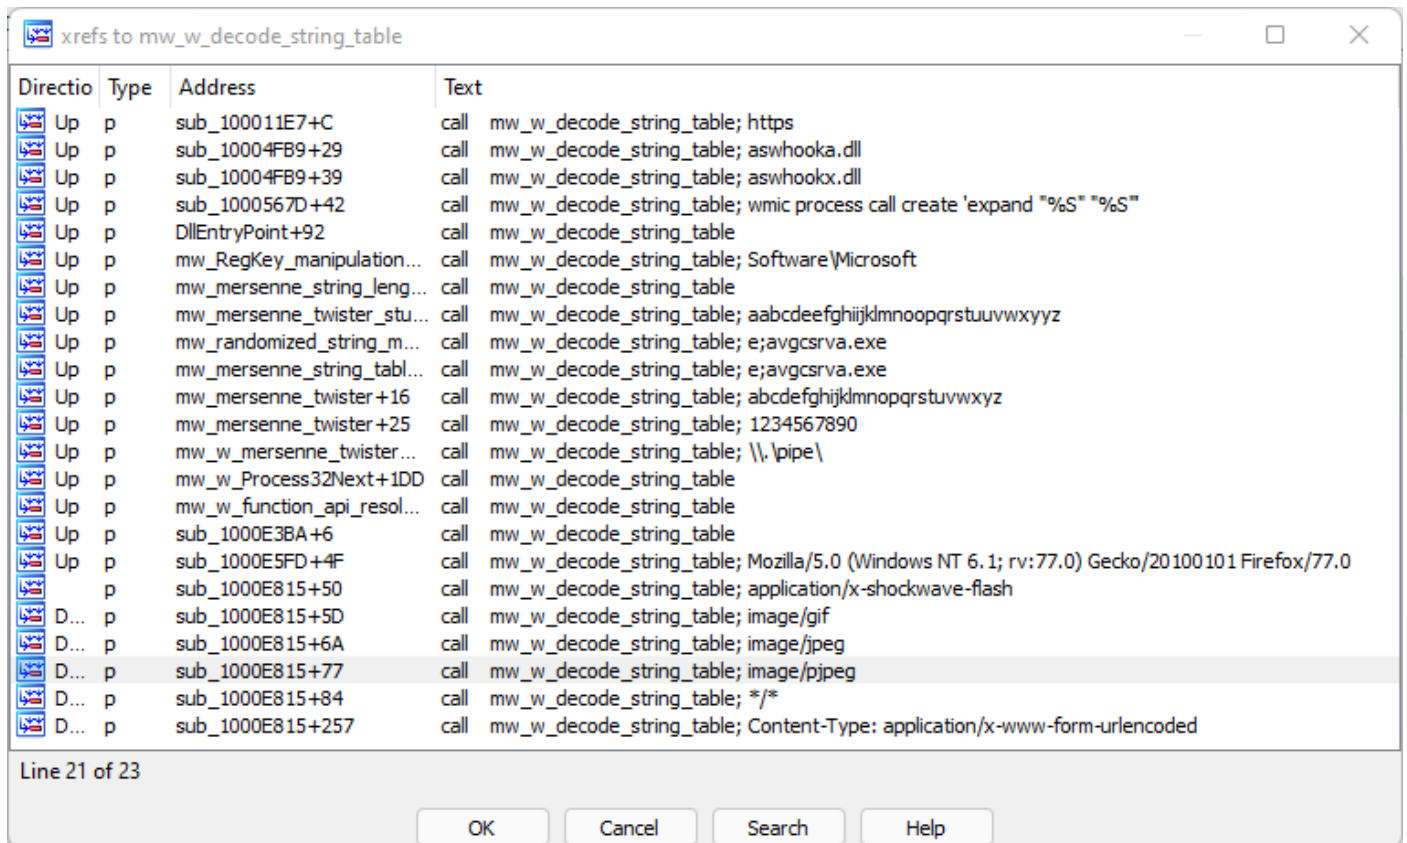 xrefs to mw_w_decode_string_table
Directio Type Address Text
Up p sub_100011E7+C call mw_w_decode_string_table; https
Up p sub_10004FB9+29 call mw_w_decode_string_table; aswhooka.dll
Up p sub_10004FB9+39 call mw_w_decode_string_table; aswhookx.dll
Up p sub_1000567D+42 call mw_w_decode_string_table; wmic process call create 'expand "%S" "%S"'
Up p DllEntryPoint+92 call mw_w_decode_string_table
Up p mw_RegKey_manipulation... call mw_w_decode_string_table; Software\Microsoft
Up p mw_mersenne_string_leng... call mw_w_decode_string_table
Up p mw_mersenne_twister_stu... call mw_w_decode_string_table; aabcdeefghiijklmnoopqrstuuvwxyyz
Up p mw_randomized_string_m... call mw_w_decode_string_table; e;avgcsrva.exe
Up p mw_mersenne_string_tabl... call mw_w_decode_string_table; e;avgcsrva.exe
Up p mw_mersenne_twister+16 call mw_w_decode_string_table; abcdefghijklmnopqrstuvwxyz
Up p mw_mersenne_twister+25 call mw_w_decode_string_table; 1234567890
Up p mw_w_mersenne_twister... call mw_w_decode_string_table; \\.\pipe\
Up p mw_w_Process32Next+1DD call mw_w_decode_string_table
Up p mw_w_function_api_resol... call mw_w_decode_string_table
Up p sub_1000E3BA+6 call mw_w_decode_string_table
Up p sub_1000E5FD+4F call mw_w_decode_string_table; Mozilla/5.0 (Windows NT 6.1; rv:77.0) Gecko/20100101 Firefox/77.0
p sub_1000E815+50 call mw_w_decode_string_table; application/x-shockwave-flash
D... p sub_1000E815+5D call mw_w_decode_string_table; image/gif
D... p sub_1000E815+6A call mw_w_decode_string_table; image/jpeg
D... p sub_1000E815+77 call mw_w_decode_string_table; image/pjpeg
D... p sub_1000E815+84 call mw_w_decode_string_table; */*
D... p sub_1000E815+257 call mw_w_decode_string_table; Content-Type: application/x-www-form-urlencoded
Line 21 of 23
OK Cancel Search Help